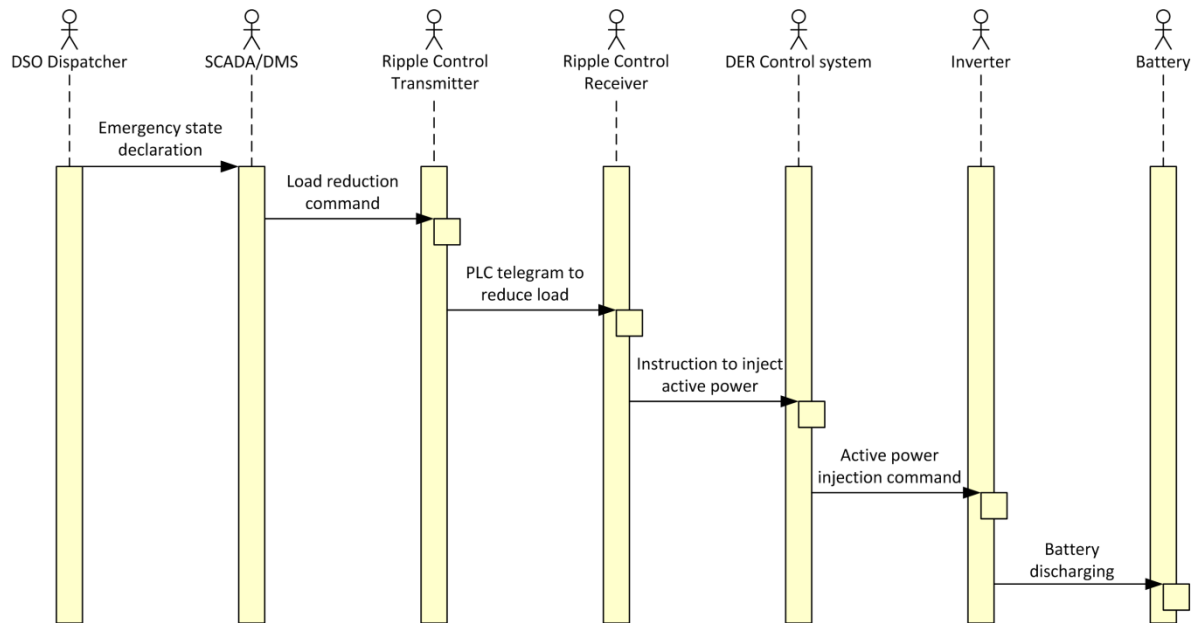 DSO Dispatcher
SCADA/DMS
Ripple Control
Transmitter
Ripple Control
Receiver
DER Control system
Inverter
Battery
Emergency state
declaration
Load reduction
command
PLC telegram to
reduce load
Instruction to inject
active power
Active power
injection command
Battery
discharging